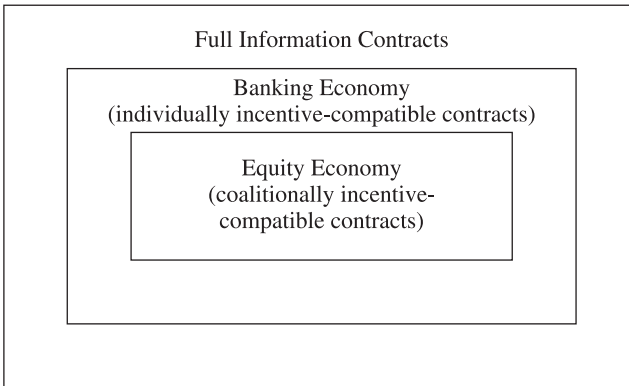 Full Information Contracts
Banking Economy
(individually incentive-compatible contracts)
Equity Economy
(coalitionally incentive-
compatible contracts)